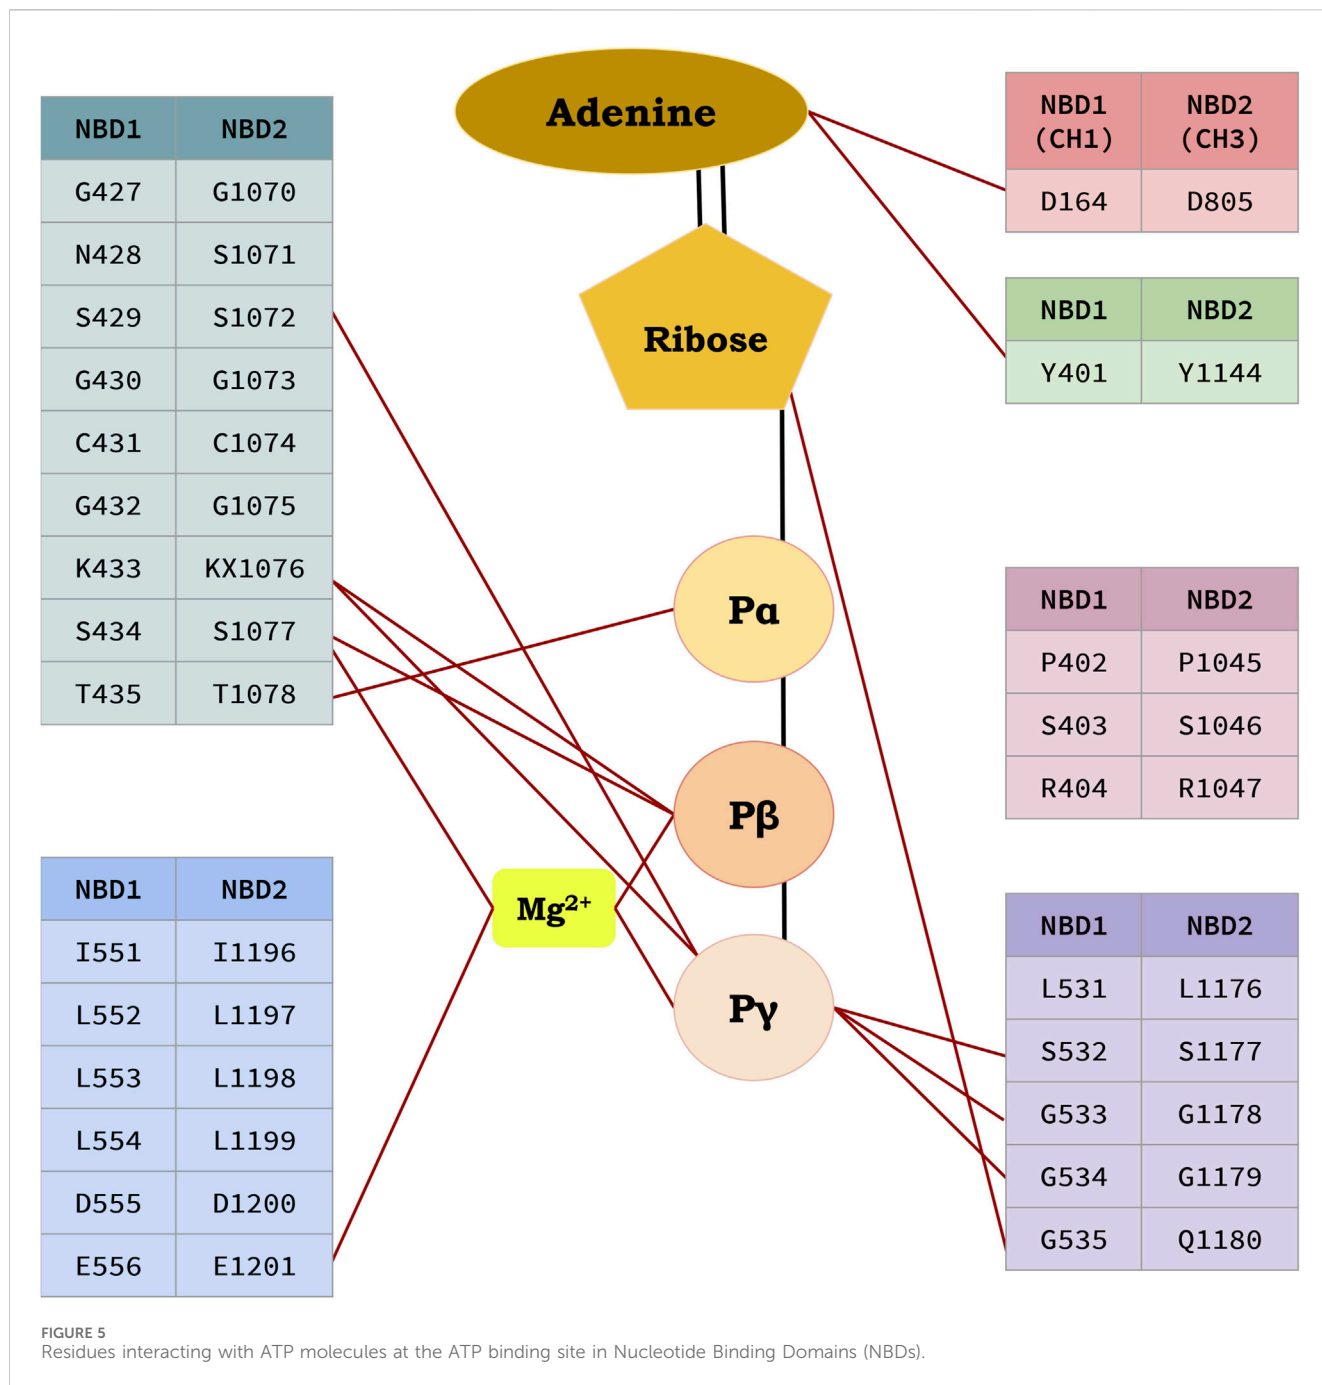 Adenine
Ribose
Pα
Pβ
Pγ
Mg²⁺
NBD1 NBD2
G427 G1070
N428 S1071
S429 S1072
G430 G1073
C431 C1074
G432 G1075
K433 KX1076
S434 S1077
T435 T1078
NBD1 NBD2
I551 I1196
L552 L1197
L553 L1198
L554 L1199
D555 D1200
E556 E1201
NBD1 NBD2
(CH1) (CH3)
D164 D805
NBD1 NBD2
Y401 Y1144
NBD1 NBD2
P402 P1045
S403 S1046
R404 R1047
NBD1 NBD2
L531 L1176
S532 S1177
G533 G1178
G534 G1179
G535 Q1180
FIGURE 5
Residues interacting with ATP molecules at the ATP binding site in Nucleotide Binding Domains (NBDs).